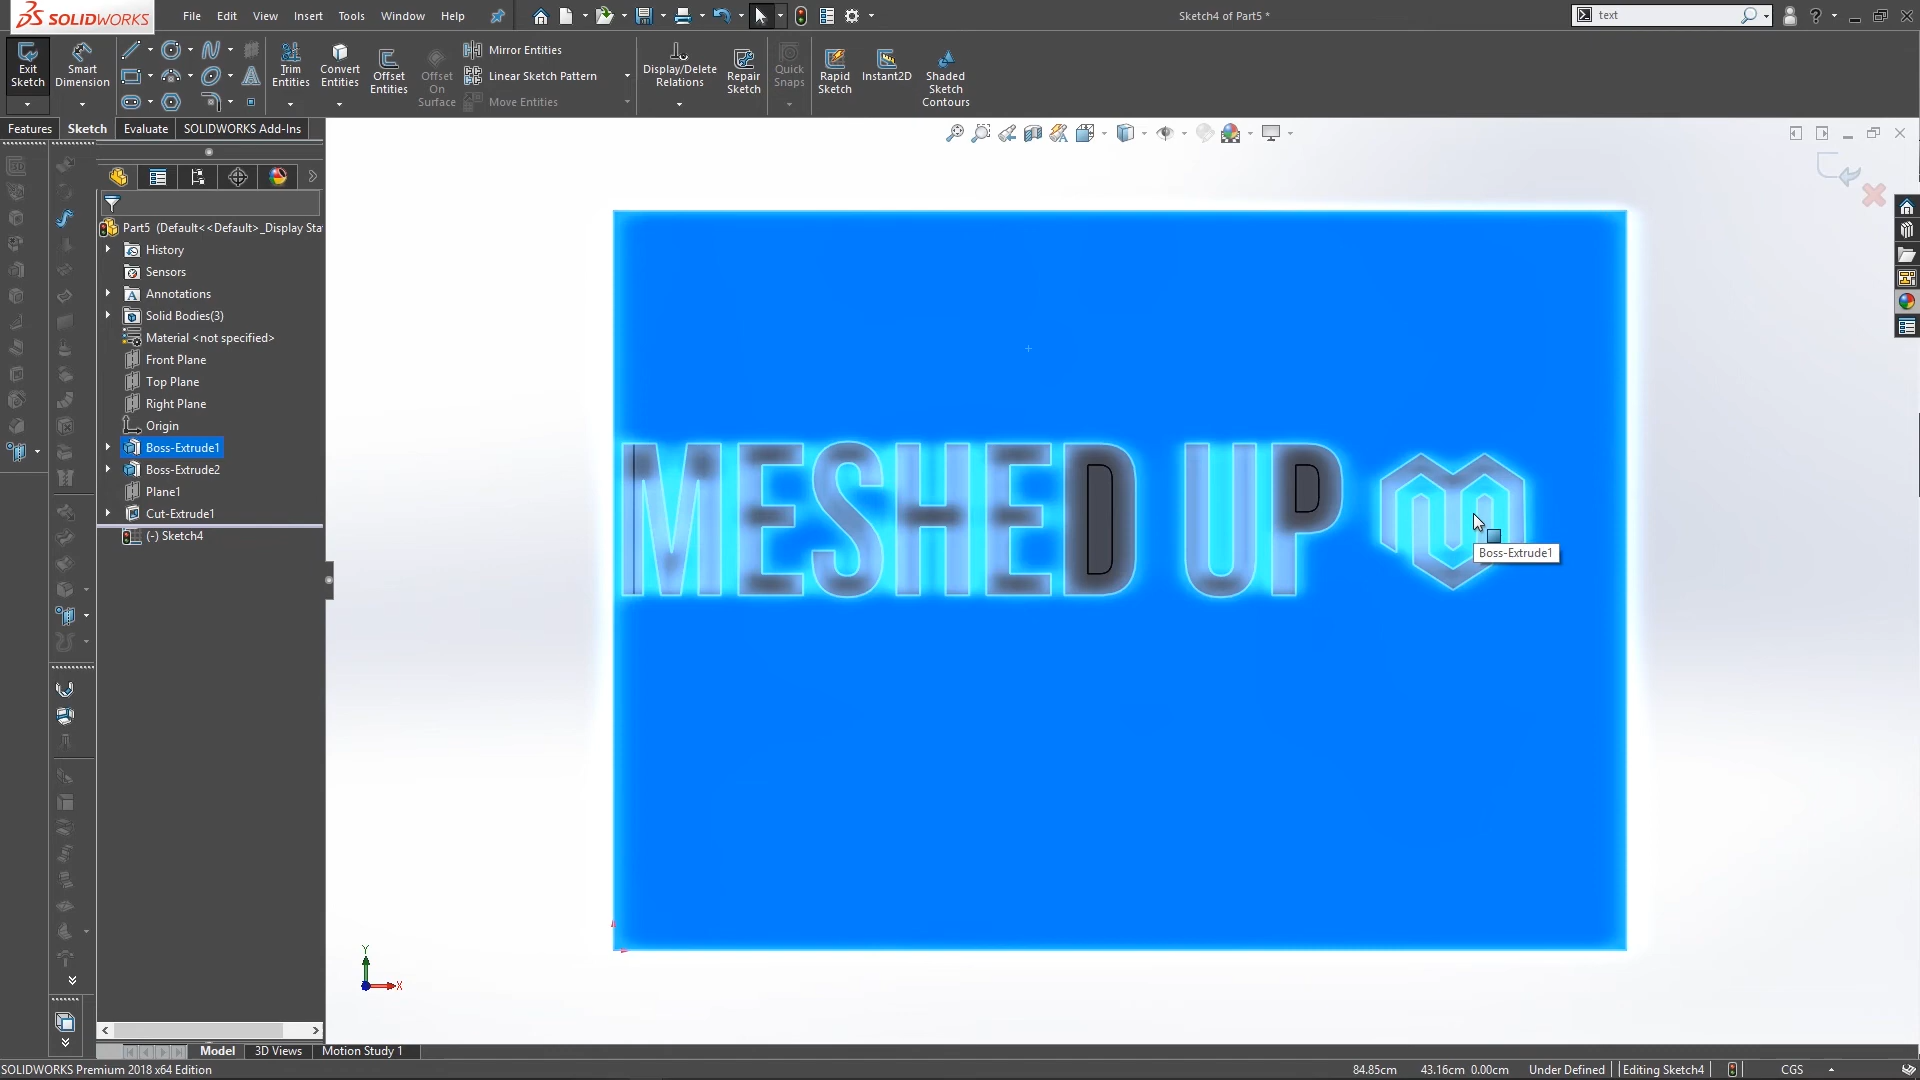 SOLIDWORKS
File Edit View Insert Tools Window Help
Sketch4 of Part5 *
text
Exit Sketch
Smart Dimension
Trim Entities
Convert Entities
Offset Entities
Offset On Surface
Mirror Entities
Linear Sketch Pattern
Move Entities
Display/Delete Relations
Repair Sketch
Quick Snaps
Rapid Sketch
Instant2D
Shaded Sketch Contours
Features Sketch Evaluate SOLIDWORKS Add-Ins
Part5 (Default<<Default>_Display Sta
History
Sensors
Annotations
Solid Bodies(3)
Material <not specified>
Front Plane
Top Plane
Right Plane
Origin
Boss-Extrude1
Boss-Extrude2
Plane1
Cut-Extrude1
(-) Sketch4
MESHED UP
Boss-Extrude1
Y
X
Model 3D Views Motion Study 1
SOLIDWORKS Premium 2018 x64 Edition
84.85cm 43.16cm 0.00cm Under Defined Editing Sketch4 CGS